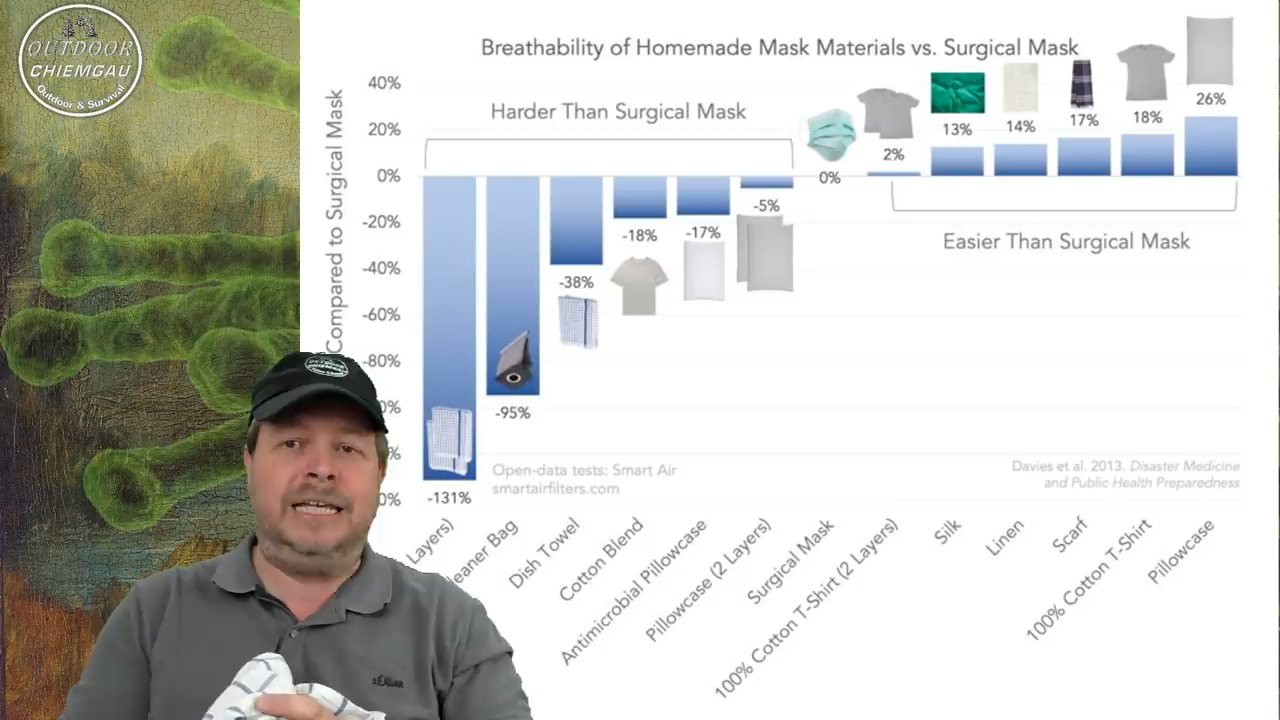 OUTDOOR
CHIEMGAU
Outdoor & Survival
Breathability of Homemade Mask Materials vs. Surgical Mask
Compared to Surgical Mask
40%
20%
0%
-20%
-40%
-60%
-80%
0%
%
0%
Harder Than Surgical Mask
Easier Than Surgical Mask
-131%
-95%
-38%
-18%
-17%
-5%
0%
2%
13%
14%
17%
18%
26%
Open-data tests: Smart Air
smartairfilters.com
Davies et al. 2013. Disaster Medicine
and Public Health Preparedness
Layers)
leaner Bag
Dish Towel
Cotton Blend
Antimicrobial Pillowcase
Pillowcase (2 Layers)
Surgical Mask
100% Cotton T-Shirt (2 Layers)
Silk
Linen
Scarf
100% Cotton T-Shirt
Pillowcase
OUTDOOR